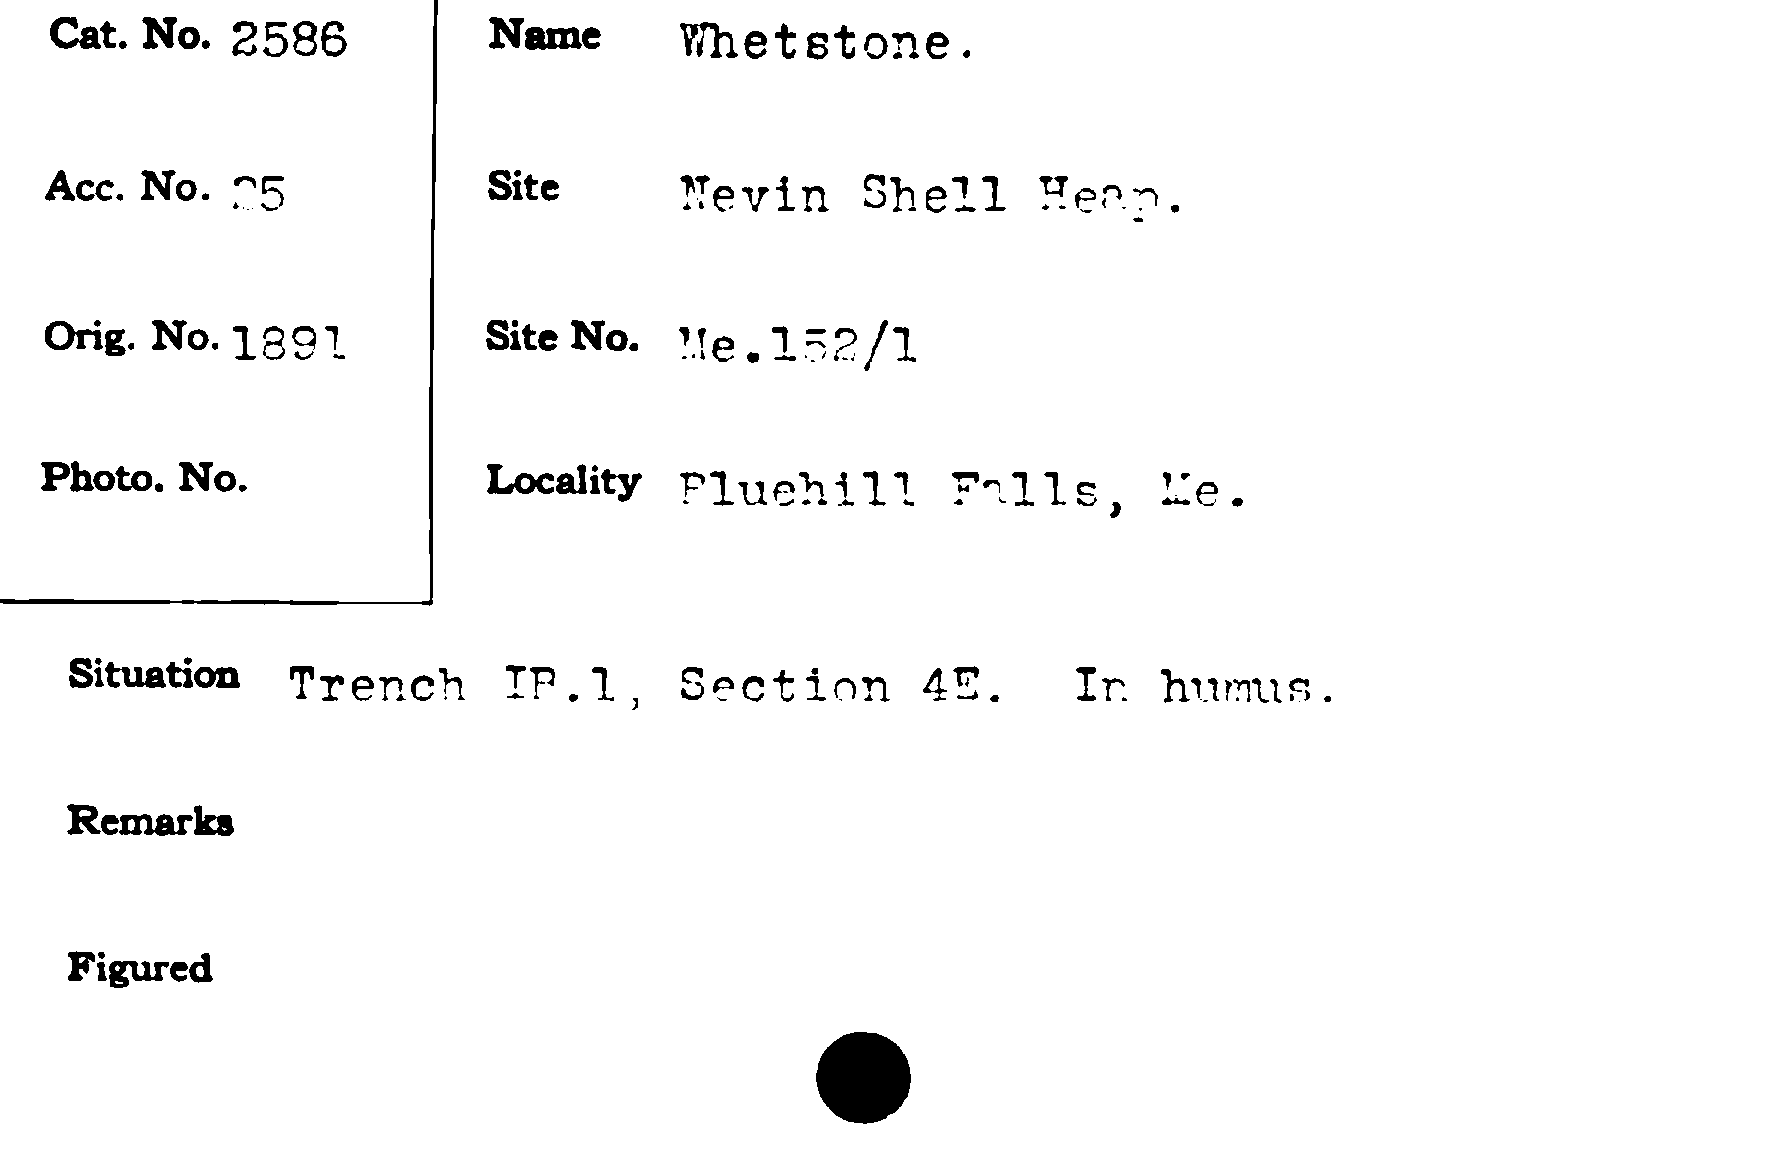 Cat. No. 2586
Name Whetstone.
Acc. No. 25
Site Nevin Shell Heap.
Orig. No. 1891
Site No. Me.152/1
Photo. No.
Locality Bluehill Falls, Me.
Situation Trench IB.1, Section 4E. In humus.
Remarks
Figured